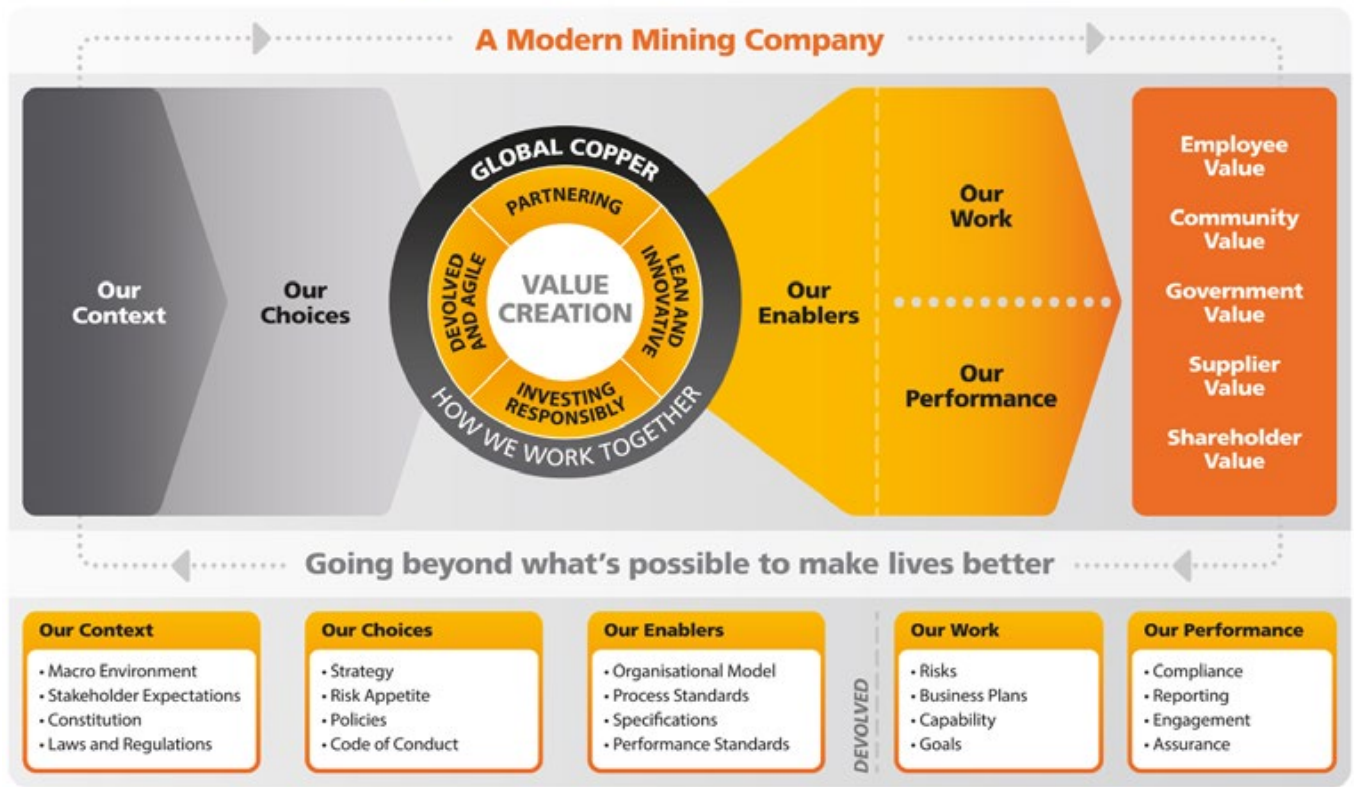 A Modern Mining Company
Our
Context
Our
Choices
GLOBAL COPPER
PARTNERING
DEVOLVED
AND AGILE
VALUE
CREATION
LEAN AND
INNOVATIVE
INVESTING
RESPONSIBLY
HOW WE WORK TOGETHER
Our
Enablers
Our
Work
Our
Performance
Employee
Value
Community
Value
Government
Value
Supplier
Value
Shareholder
Value
Going beyond what's possible to make lives better
Our Context
• Macro Environment
• Stakeholder Expectations
• Constitution
• Laws and Regulations
Our Choices
• Strategy
• Risk Appetite
• Policies
• Code of Conduct
Our Enablers
• Organisational Model
• Process Standards
• Specifications
• Performance Standards
DEVOLVED
Our Work
• Risks
• Business Plans
• Capability
• Goals
Our Performance
• Compliance
• Reporting
• Engagement
• Assurance